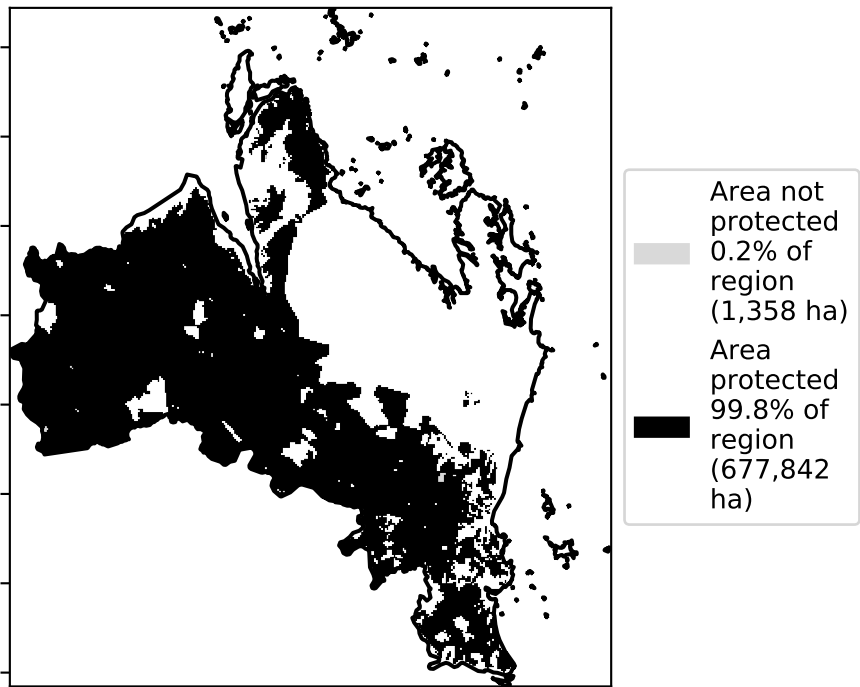 Area not
protected
0.2% of
region
(1,358 ha)
Area
protected
99.8% of
region
(677,842
ha)